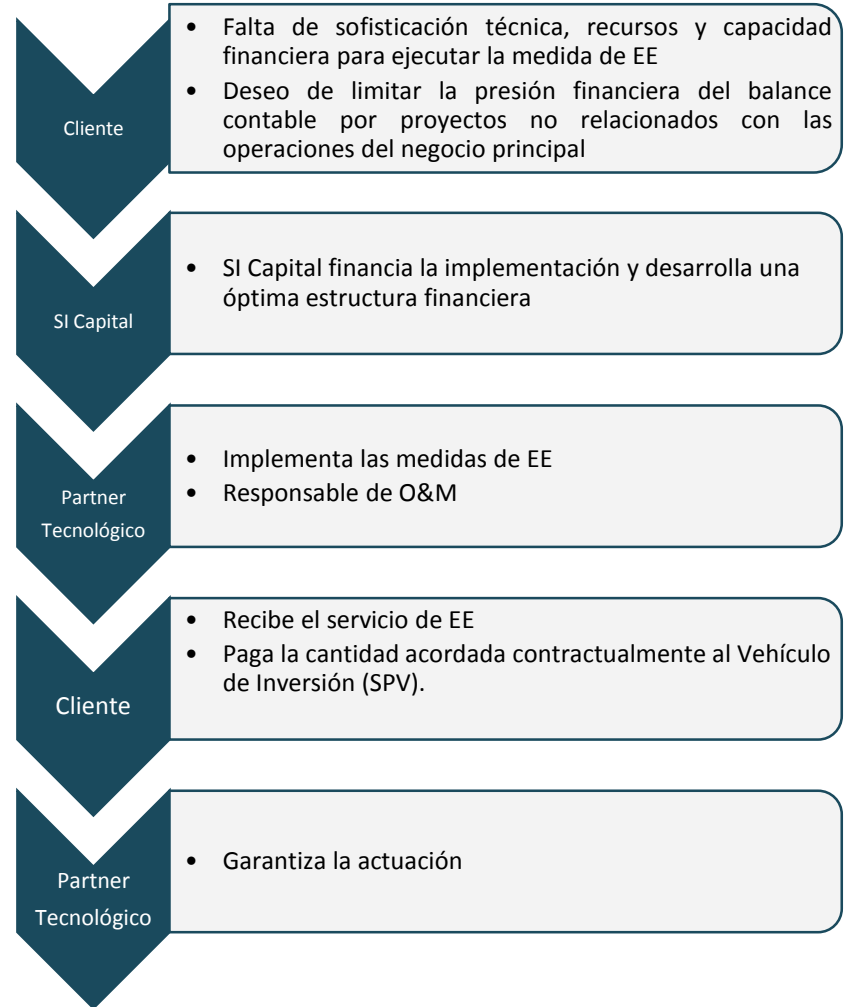 Cliente
• Falta de sofisticación técnica, recursos y capacidad
financiera para ejecutar la medida de EE
• Deseo de limitar la presión financiera del balance
contable por proyectos no relacionados con las
operaciones del negocio principal
SI Capital
• SI Capital financia la implementación y desarrolla una
óptima estructura financiera
Partner
Tecnológico
• Implementa las medidas de EE
• Responsable de O&M
Cliente
• Recibe el servicio de EE
• Paga la cantidad acordada contractualmente al Vehículo
de Inversión (SPV).
Partner
Tecnológico
• Garantiza la actuación